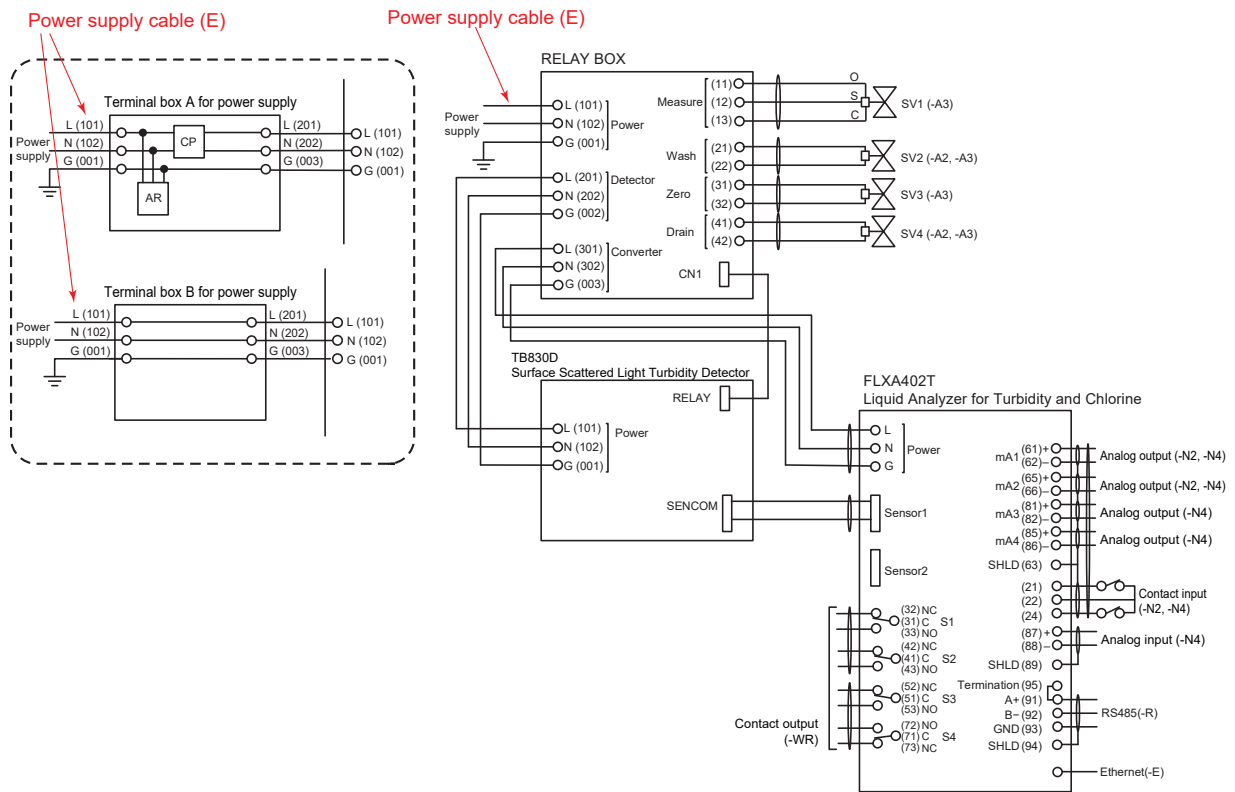 Power supply cable (E)
Power supply cable (E)
Terminal box A for power supply
L (101)
L (201)
L (101)
Power
supply
N (102)
CP
N (202)
N (102)
G (001)
G (003)
G (001)
AR
Terminal box B for power supply
L (101)
L (201)
L (101)
Power
supply
N (102)
N (202)
N (102)
G (001)
G (003)
G (001)
RELAY BOX
Power
supply
L (101)
N (102)
Power
G (001)
L (201)
Detector
N (202)
G (002)
L (301)
Converter
N (302)
G (003)
Measure
(11)
(12)
(13)
O
S
C
SV1 (-A3)
Wash
(21)
(22)
SV2 (-A2, -A3)
Zero
(31)
(32)
SV3 (-A3)
Drain
(41)
(42)
SV4 (-A2, -A3)
CN1
TB830D
Surface Scattered Light Turbidity Detector
RELAY
L (101)
Power
N (102)
G (001)
SENCOM
FLXA402T
Liquid Analyzer for Turbidity and Chlorine
L
N
Power
G
Sensor1
Sensor2
(32) NC
(31) C S1
(33) NO
(42) NC
(41) C S2
(43) NO
(52) NC
(51) C S3
(53) NO
(72) NO
(71) C S4
(73) NC
Contact output
(-WR)
mA1
(61)+
(62)−
Analog output (-N2, -N4)
mA2
(65)+
(66)−
Analog output (-N2, -N4)
mA3
(81)+
(82)−
Analog output (-N4)
mA4
(85)+
(86)−
Analog output (-N4)
SHLD (63)
(21)
(22)
(24)
Contact input
(-N2, -N4)
(87)+
(88)−
Analog input (-N4)
SHLD (89)
Termination (95)
A+ (91)
B− (92)
RS485(-R)
GND (93)
SHLD (94)
Ethernet(-E)